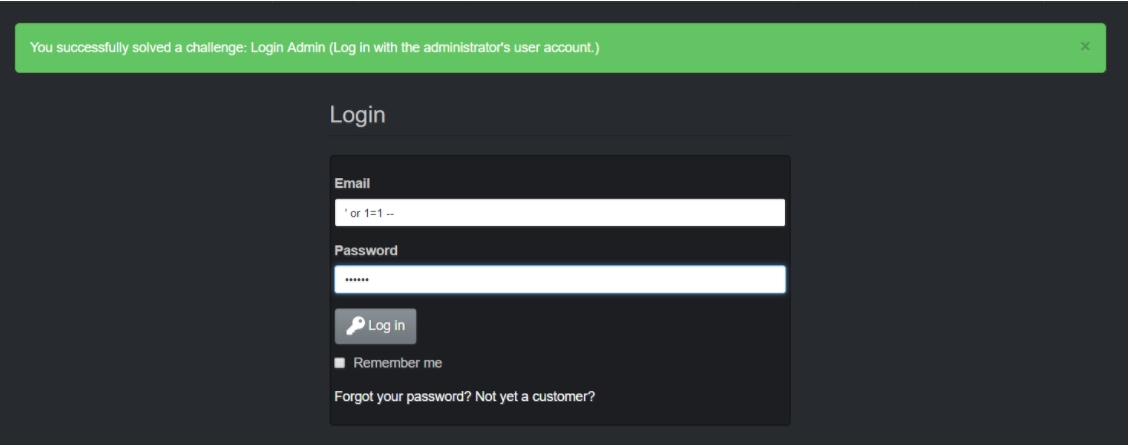 You successfully solved a challenge: Login Admin (Log in with the administrator's user account.) ×
Login
Email
' or 1=1 --
Password
••••••
Log in
Remember me
Forgot your password? Not yet a customer?